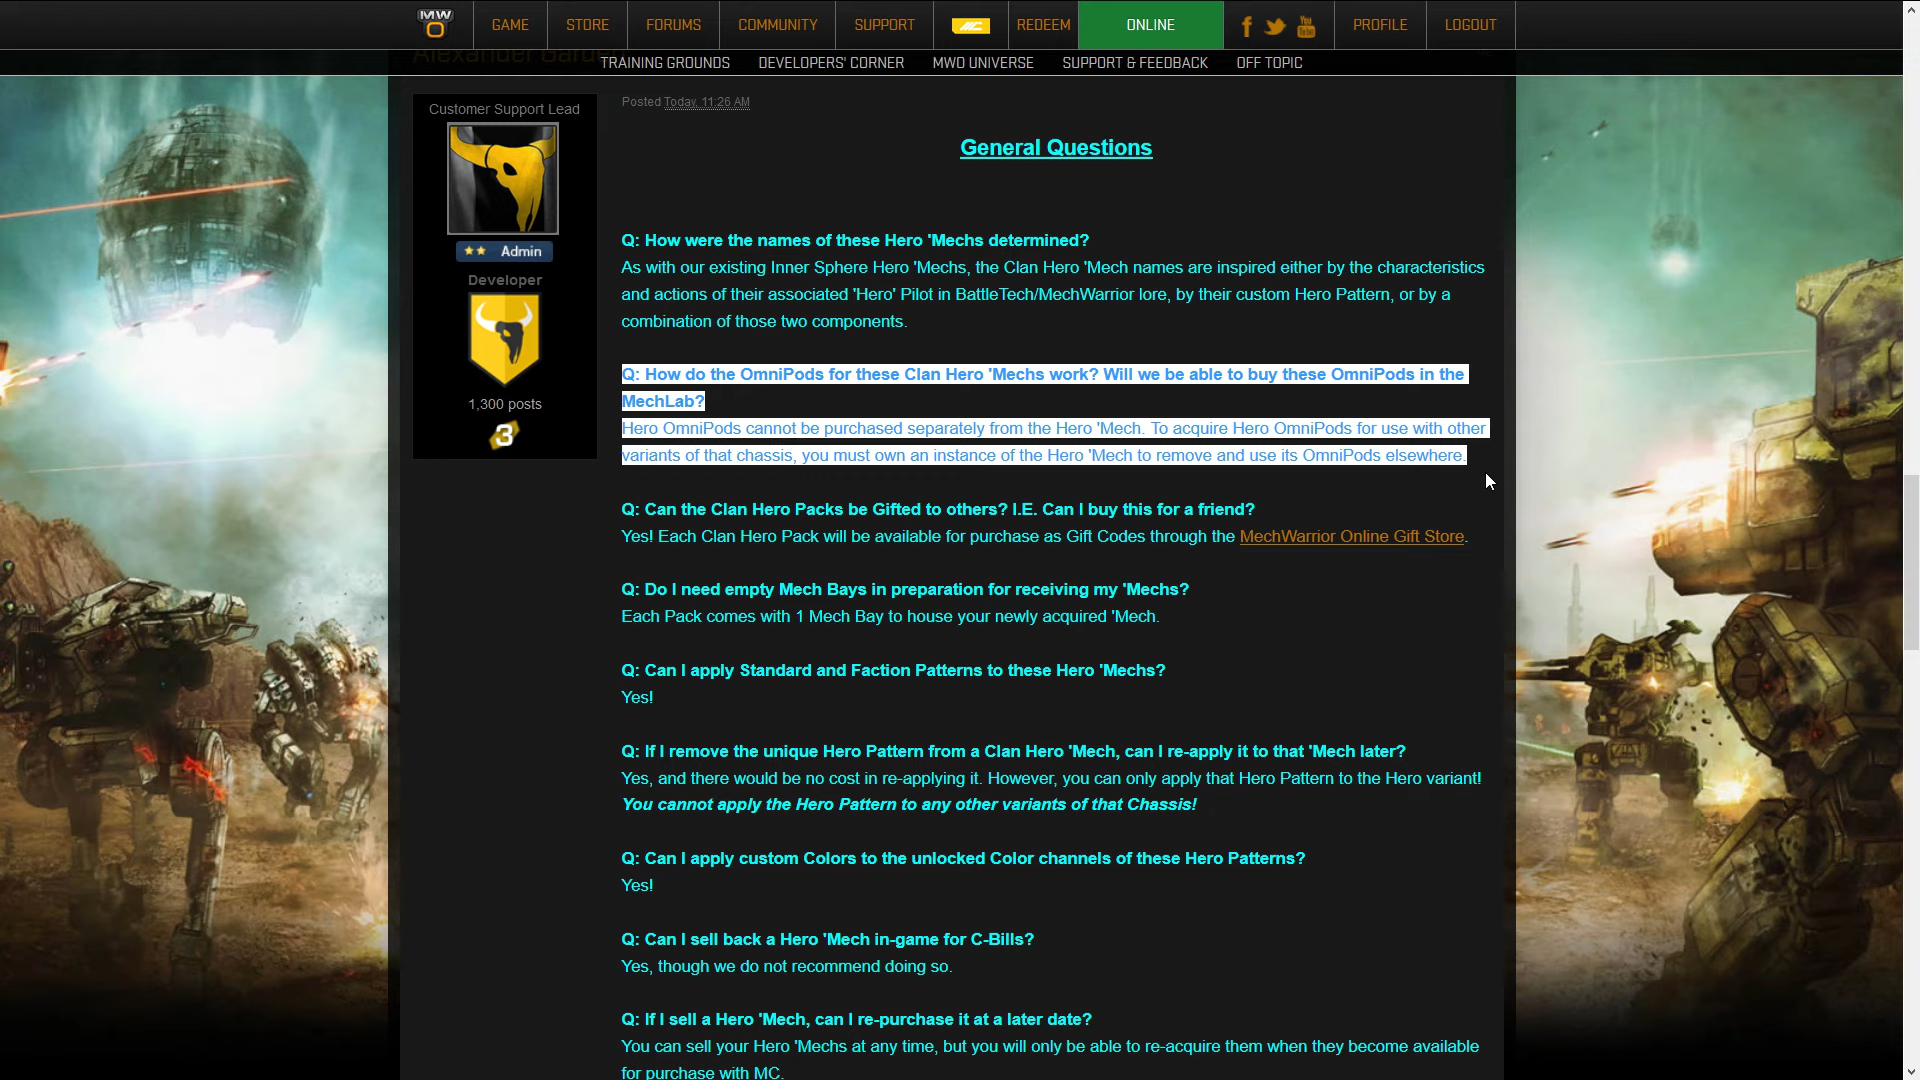 MW
GAME
STORE
FORUMS
COMMUNITY
SUPPORT
MC
REDEEM
ONLINE
You
Tube
PROFILE
LOGOUT
Alexander Garden
TRAINING GROUNDS
DEVELOPERS' CORNER
MWO UNIVERSE
SUPPORT & FEEDBACK
OFF TOPIC
Customer Support Lead
Admin
Developer
1,300 posts
3
Posted Today, 11:26 AM
General Questions
Q: How were the names of these Hero 'Mechs determined?
As with our existing Inner Sphere Hero 'Mechs, the Clan Hero 'Mech names are inspired either by the characteristics
and actions of their associated 'Hero' Pilot in BattleTech/MechWarrior lore, by their custom Hero Pattern, or by a
combination of those two components.
Q: How do the OmniPods for these Clan Hero 'Mechs work? Will we be able to buy these OmniPods in the
MechLab?
Hero OmniPods cannot be purchased separately from the Hero 'Mech. To acquire Hero OmniPods for use with other
variants of that chassis, you must own an instance of the Hero 'Mech to remove and use its OmniPods elsewhere.
Q: Can the Clan Hero Packs be Gifted to others? I.E. Can I buy this for a friend?
Yes! Each Clan Hero Pack will be available for purchase as Gift Codes through the MechWarrior Online Gift Store.
Q: Do I need empty Mech Bays in preparation for receiving my 'Mechs?
Each Pack comes with 1 Mech Bay to house your newly acquired 'Mech.
Q: Can I apply Standard and Faction Patterns to these Hero 'Mechs?
Yes!
Q: If I remove the unique Hero Pattern from a Clan Hero 'Mech, can I re-apply it to that 'Mech later?
Yes, and there would be no cost in re-applying it. However, you can only apply that Hero Pattern to the Hero variant!
You cannot apply the Hero Pattern to any other variants of that Chassis!
Q: Can I apply custom Colors to the unlocked Color channels of these Hero Patterns?
Yes!
Q: Can I sell back a Hero 'Mech in-game for C-Bills?
Yes, though we do not recommend doing so.
Q: If I sell a Hero 'Mech, can I re-purchase it at a later date?
You can sell your Hero 'Mechs at any time, but you will only be able to re-acquire them when they become available
for purchase with MC.